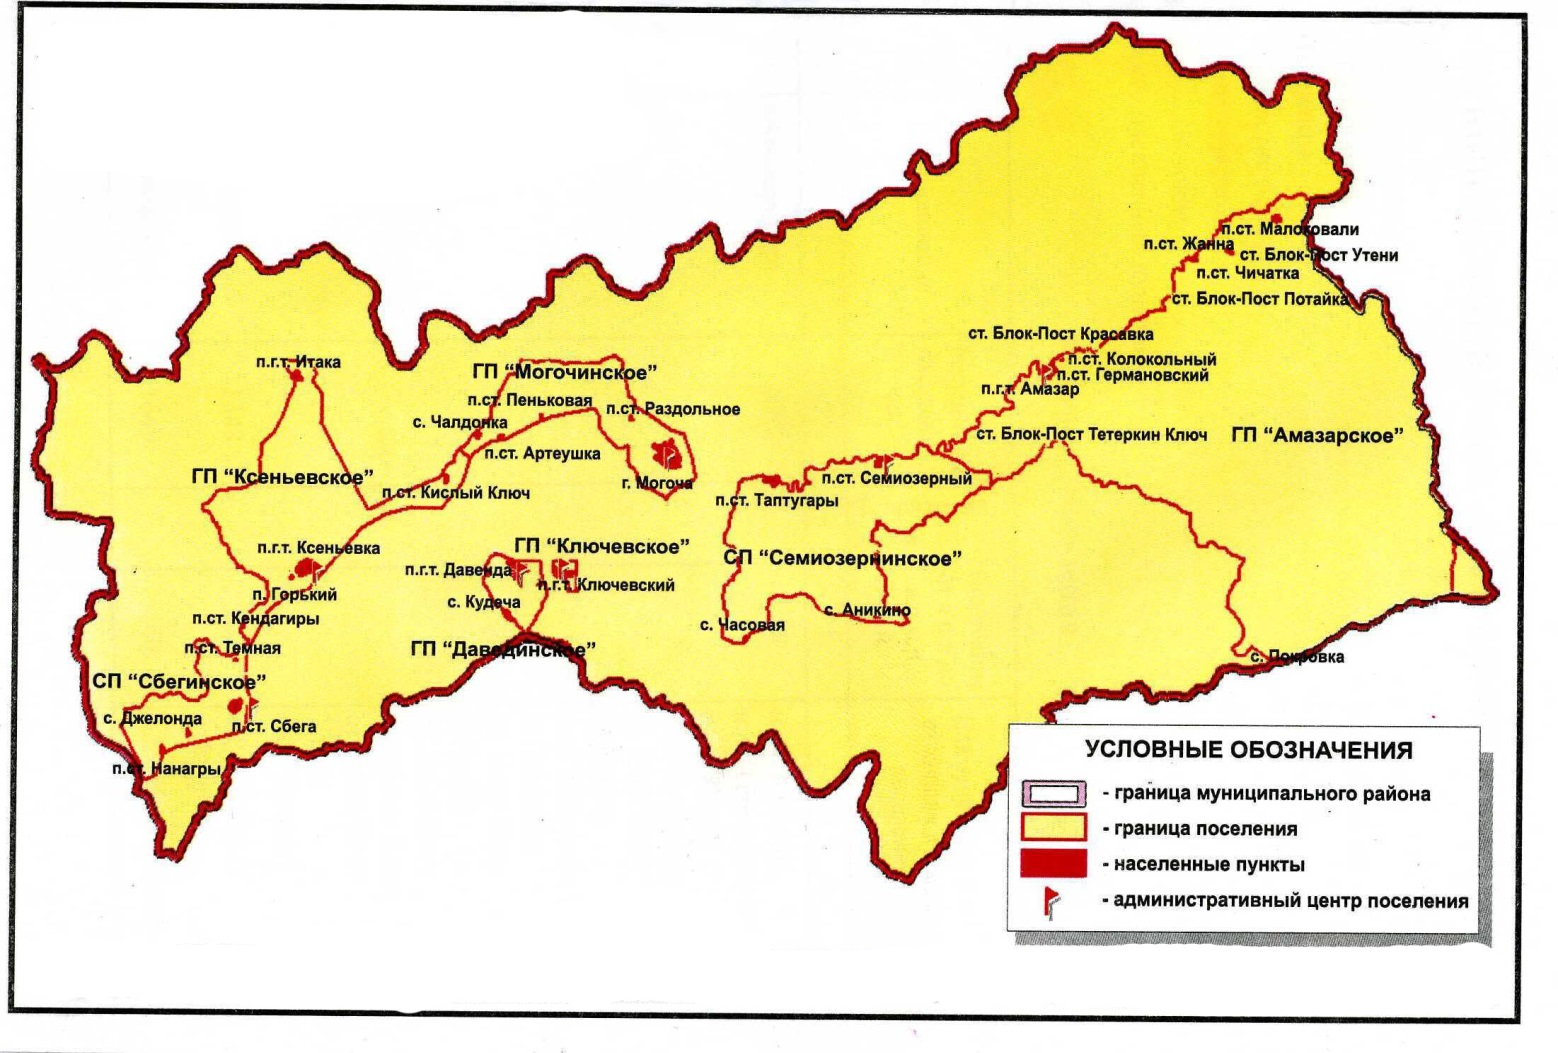 п.ст. Малоковали
п.ст. Жанна
ст. Блок-Пост Утени
п.ст. Чичатка
ст. Блок-Пост Потайка
ст. Блок-Пост Красавка
п.ст. Колокольный
п.г.т. Итака
ГП “Могочинское”
п.ст. Германовский
п.г.т. Амазар
п.ст. Пеньковая
п.ст. Раздольное
с. Чалдонка
ст. Блок-Пост Тетеркин Ключ
ГП “Амазарское”
п.ст. Артеушка
ГП “Ксеньевское”
п.ст. Семиозерный
г. Могоча
п.ст. Кислый Ключ
п.ст. Таптугары
п.г.т. Ксеньевка
ГП “Ключевское”
СП “Семиозернинское”
п.г.т. Давенда
п.г.т. Ключевский
п. Горький
с. Кудеча
с. Аникино
п.ст. Кендагиры
с. Часовая
п.ст. Темная
ГП “Даведдинское”
с. Покровка
СП “Сбегинское”
с. Джелонда
п.ст. Сбега
п.ст. Нанагры
УСЛОВНЫЕ ОБОЗНАЧЕНИЯ
- граница муниципального района
- граница поселения
- населенные пункты
- административный центр поселения